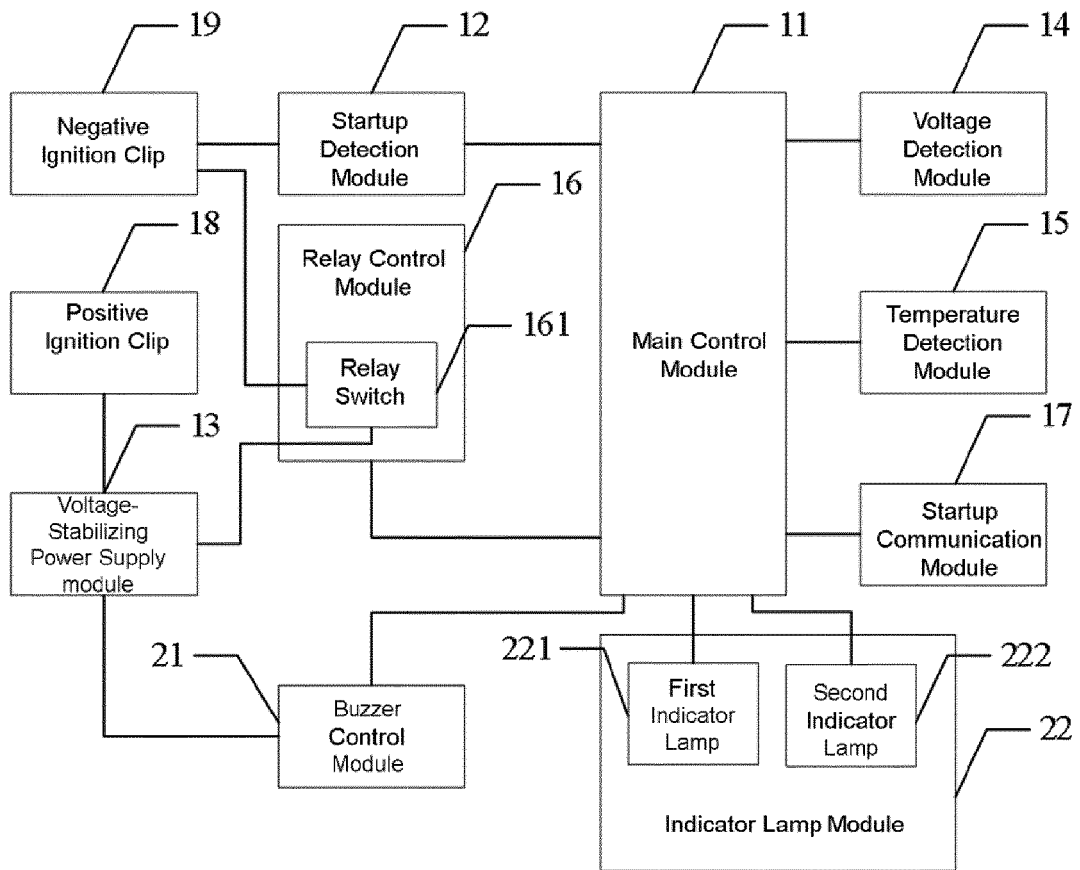 19
12
11
14
Negative
Ignition Clip
Startup
Detection
Module
Voltage
Detection
Module
18
16
15
Positive
Ignition Clip
Relay Control
Module
161
Relay
Switch
Main Control
Module
Temperature
Detection
Module
13
17
Voltage-
Stabilizing
Power Supply
module
Startup
Communication
Module
21
221
222
Buzzer
Control
Module
First
Indicator
Lamp
Second
Indicator
Lamp
22
Indicator Lamp Module